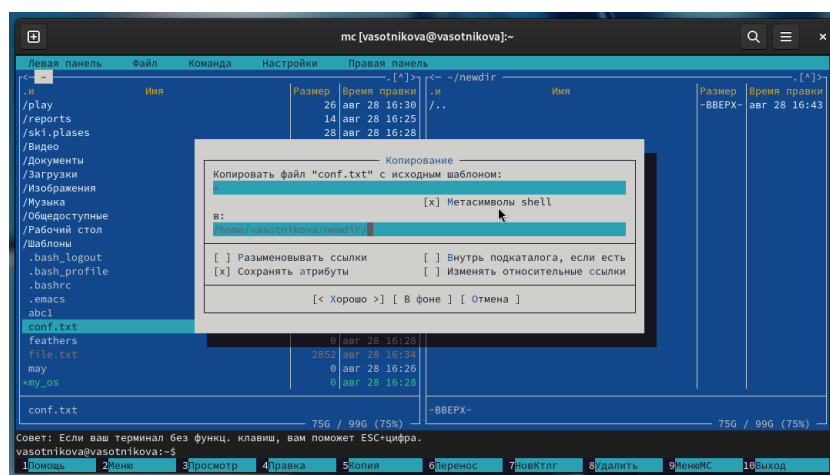 mc [vasotnikova@vasotnikova]:~
Левая панель Файл Команда Настройки Правая панель
<— ~ .[^]> <— ~/newdir .[^]>
.и Имя Размер Время правки .и Имя Размер Время правки
/play 26 авг 28 16:30 /.. -ВВЕРХ- авг 28 16:43
/reports 14 авг 28 16:25
/ski.plases 28 авг 28 16:28
/Видео
/Документы
/Загрузки
/Изображения
/Музыка
/Общедоступные
/Рабочий стол
/Шаблоны
.bash_logout
.bash_profile
.bashrc
.emacs
abc1
conf.txt
feathers 0 авг 28 16:28
file.txt 2852 авг 28 16:34
may 0 авг 28 16:26
*my_os 0 авг 28 16:28
Копирование
Копировать файл "conf.txt" с исходным шаблоном:
*
[x] Метасимволы shell
в:
/home/vasotnikova/newdir/
[ ] Разыменовывать ссылки [ ] Внутрь подкаталога, если есть
[x] Сохранять атрибуты [ ] Изменять относительные ссылки
[< Хорошо >] [ В фоне ] [ Отмена ]
conf.txt -ВВЕРХ-
75G / 99G (75%) 75G / 99G (75%)
Совет: Если ваш терминал без функц. клавиш, вам поможет ESC+цифра.
vasotnikova@vasotnikova:~$
1Помощь 2Меню 3Просмотр 4Правка 5Копия 6Перенос 7НовКтлг 8Удалить 9МенюMC 10Выход